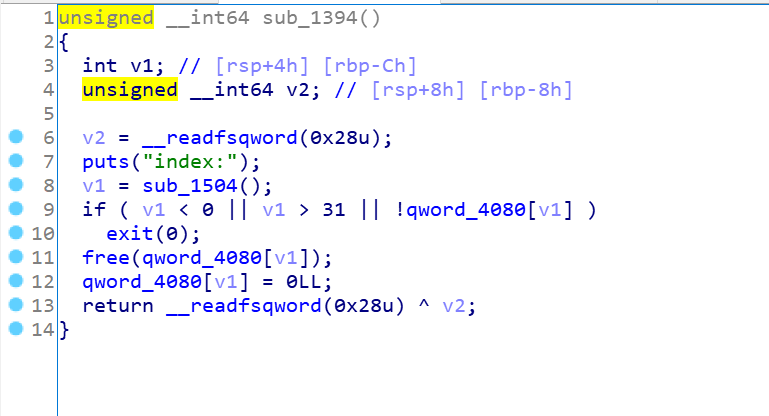 1 unsigned __int64 sub_1394()
2 {
3   int v1; // [rsp+4h] [rbp-Ch]
4   unsigned __int64 v2; // [rsp+8h] [rbp-8h]
5
6   v2 = __readfsqword(0x28u);
7   puts("index:");
8   v1 = sub_1504();
9   if ( v1 < 0 || v1 > 31 || !qword_4080[v1] )
10     exit(0);
11   free(qword_4080[v1]);
12   qword_4080[v1] = 0LL;
13   return __readfsqword(0x28u) ^ v2;
14 }